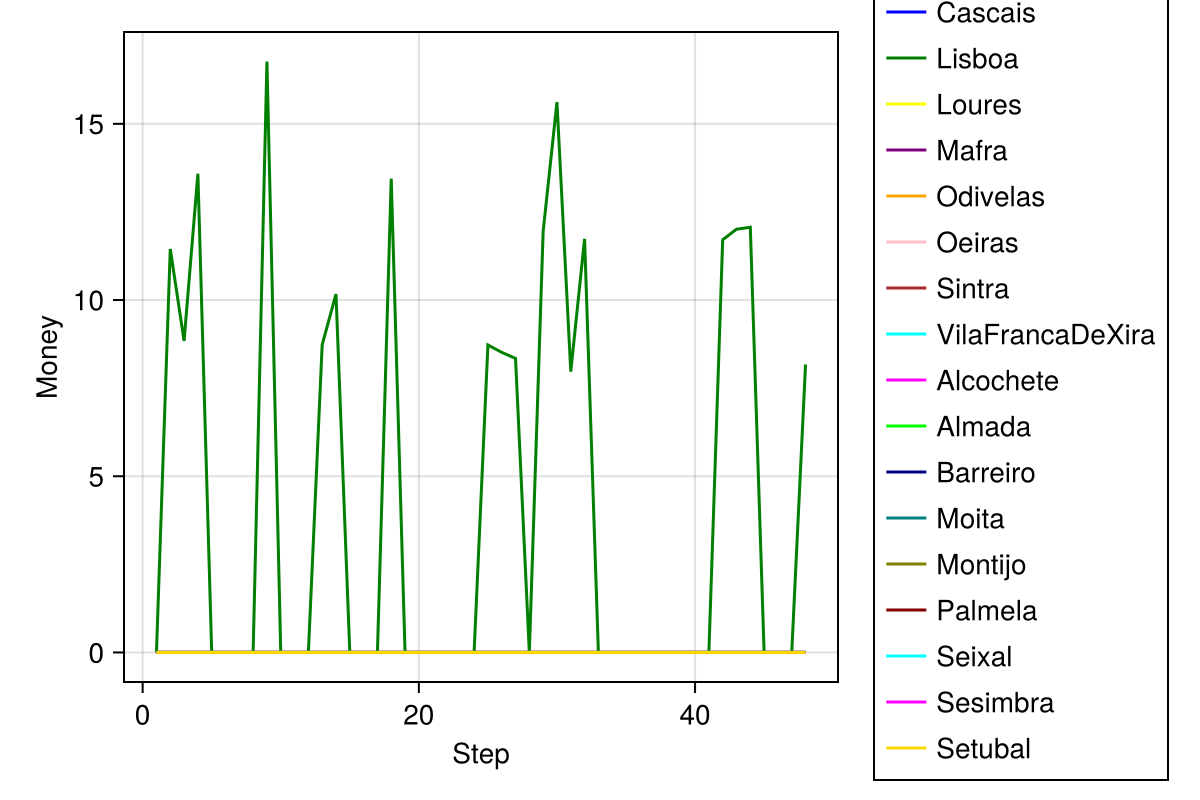 Cascais
Lisboa
Loures
Mafra
Odivelas
Oeiras
Sintra
VilaFrancaDeXira
Alcochete
Almada
Barreiro
Moita
Montijo
Palmela
Seixal
Sesimbra
Setubal
15
10
5
0
Money
0 20 40
Step